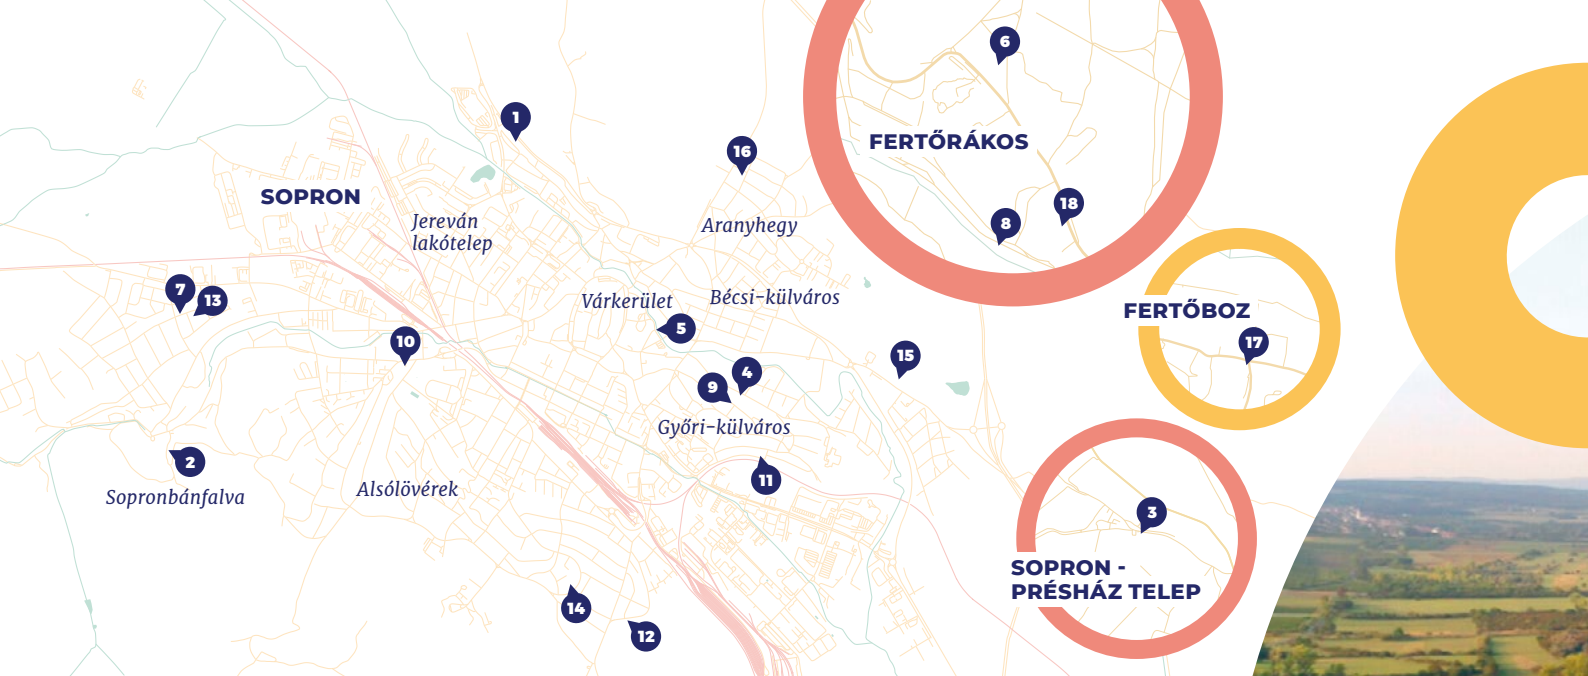 6
1
FERTŐRÁKOS
16
SOPRON
18
Jereván
lakótelep
Aranyhegy
8
7
13
Várkerület
Bécsi-külváros
FERTŐBOZ
5
10
17
15
4
9
Győri-külváros
2
Sopronbánfalva
Alsólövérek
11
3
SOPRON -
PRÉSHÁZ TELEP
14
12